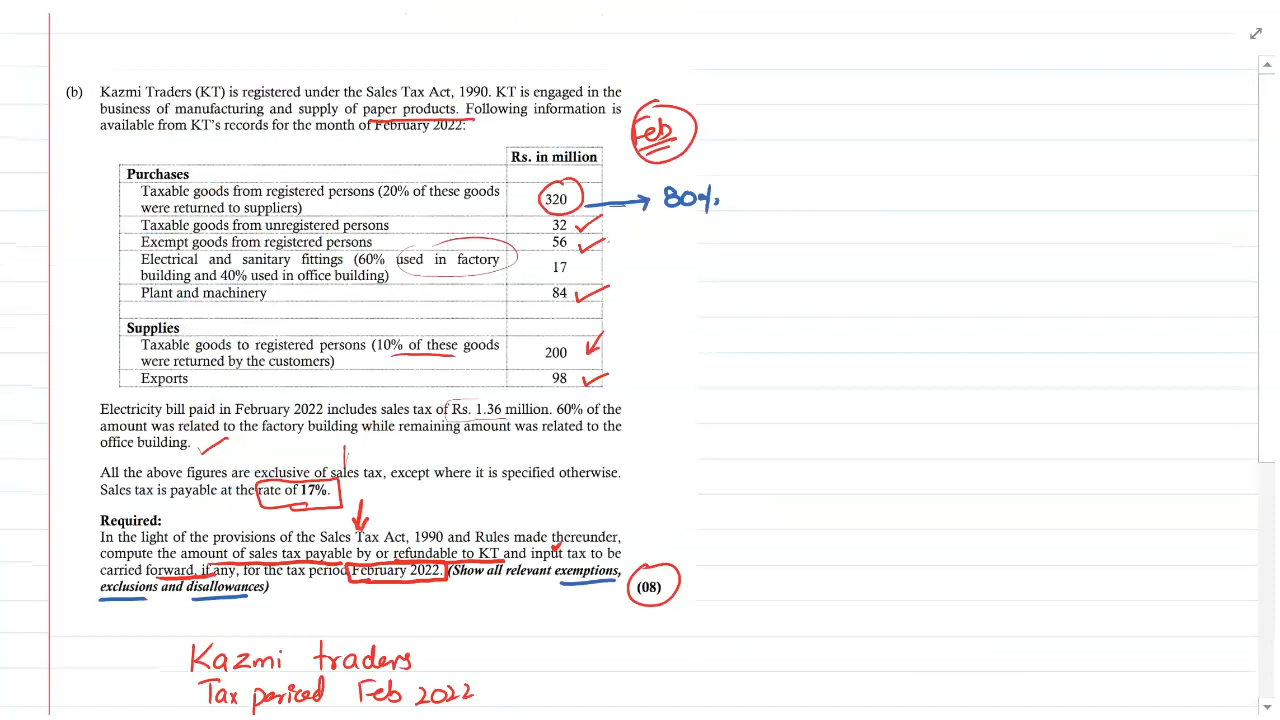 (b) Kazmi Traders (KT) is registered under the Sales Tax Act, 1990. KT is engaged in the
business of manufacturing and supply of paper products. Following information is
available from KT's records for the month of February 2022:
Feb
Rs. in million
Purchases
Taxable goods from registered persons (20% of these goods
were returned to suppliers) 320
80%
Taxable goods from unregistered persons 32
Exempt goods from registered persons 56
Electrical and sanitary fittings (60% used in factory
building and 40% used in office building) 17
Plant and machinery 84
Supplies
Taxable goods to registered persons (10% of these goods
were returned by the customers) 200
Exports 98
Electricity bill paid in February 2022 includes sales tax of Rs. 1.36 million. 60% of the
amount was related to the factory building while remaining amount was related to the
office building.
All the above figures are exclusive of sales tax, except where it is specified otherwise.
Sales tax is payable at the rate of 17%.
Required:
In the light of the provisions of the Sales Tax Act, 1990 and Rules made thereunder,
compute the amount of sales tax payable by or refundable to KT and input tax to be
carried forward, if any, for the tax period February 2022. (Show all relevant exemptions,
exclusions and disallowances) (08)
Kazmi traders
Tax period Feb 2022